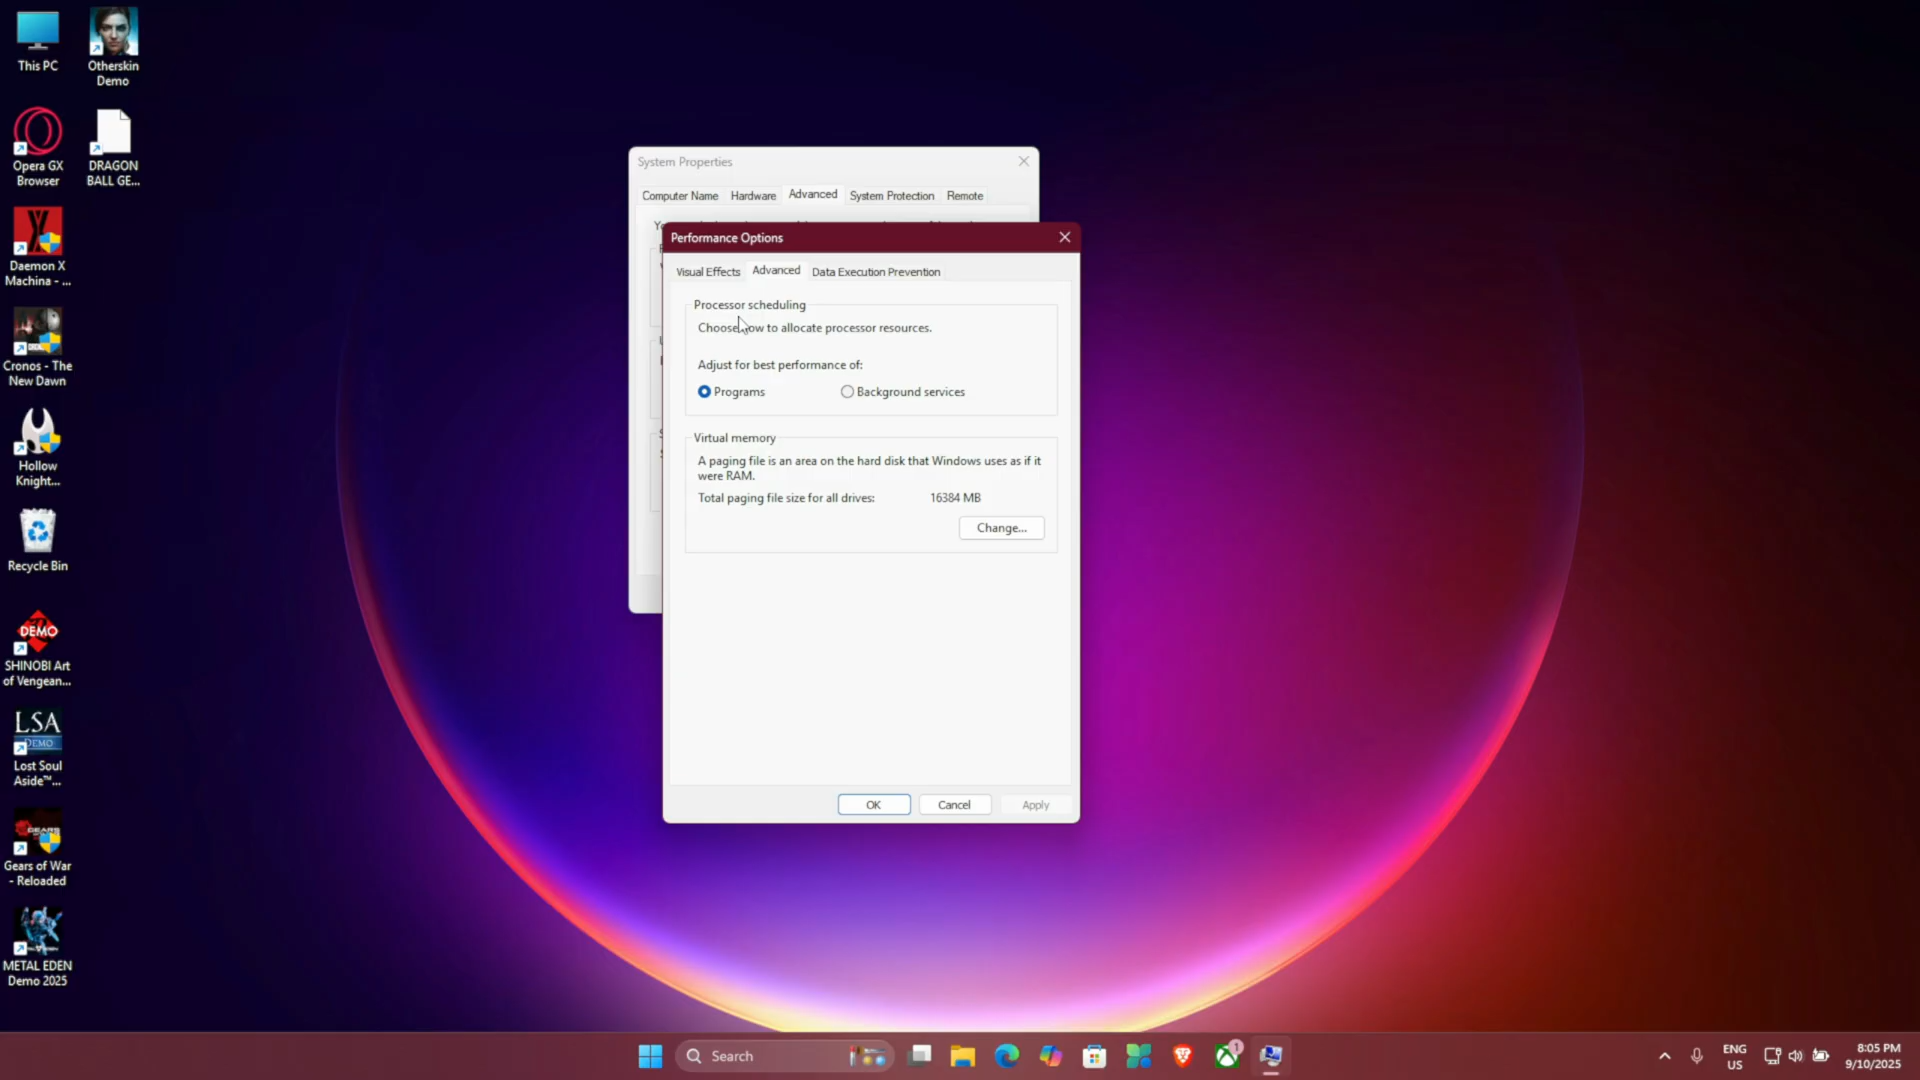 This PC
Otherskin
Demo
Opera GX
Browser
DRAGON
BALL GE...
Daemon X
Machina - ...
Cronos - The
New Dawn
Hollow
Knight...
Recycle Bin
DEMO
SHINOBI Art
of Vengean...
LSA
DEMO
Lost Soul
Aside™...
GEARS
Gears of War
- Reloaded
METAL EDEN
Demo 2025
System Properties
Computer Name
Hardware
Advanced
System Protection
Remote
Performance Options
Visual Effects
Advanced
Data Execution Prevention
Processor scheduling
Choose how to allocate processor resources.
Adjust for best performance of:
Programs
Background services
Virtual memory
A paging file is an area on the hard disk that Windows uses as if it
were RAM.
Total paging file size for all drives:
16384 MB
Change...
OK
Cancel
Apply
Search
1
ENG
US
8:05 PM
9/10/2025